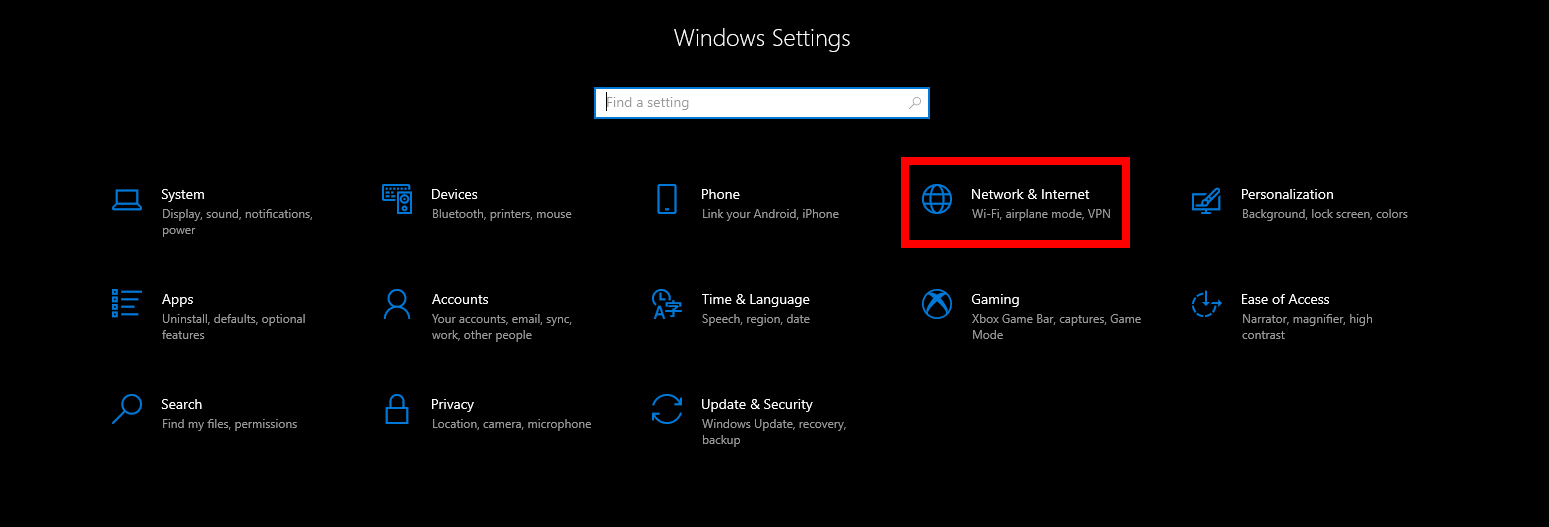 Windows Settings
Find a setting
System
Display, sound, notifications,
power
Devices
Bluetooth, printers, mouse
Phone
Link your Android, iPhone
Network & Internet
Wi-Fi, airplane mode, VPN
Personalization
Background, lock screen, colors
Apps
Uninstall, defaults, optional
features
Accounts
Your accounts, email, sync,
work, other people
Time & Language
Speech, region, date
Gaming
Xbox Game Bar, captures, Game
Mode
Ease of Access
Narrator, magnifier, high
contrast
Search
Find my files, permissions
Privacy
Location, camera, microphone
Update & Security
Windows Update, recovery,
backup